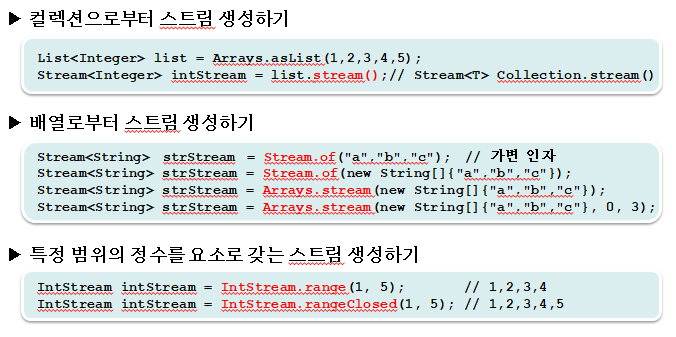 ▶ 컬렉션으로부터 스트림 생성하기
List<Integer> list = Arrays.asList(1,2,3,4,5);
Stream<Integer> intStream = list.stream();// Stream<T> Collection.stream()
▶ 배열로부터 스트림 생성하기
Stream<String> strStream = Stream.of("a","b","c"); // 가변 인자
Stream<String> strStream = Stream.of(new String[]{"a","b","c"});
Stream<String> strStream = Arrays.stream(new String[]{"a","b","c"});
Stream<String> strStream = Arrays.stream(new String[]{"a","b","c"}, 0, 3);
▶ 특정 범위의 정수를 요소로 갖는 스트림 생성하기
IntStream intStream = IntStream.range(1, 5); // 1,2,3,4
IntStream intStream = IntStream.rangeClosed(1, 5); // 1,2,3,4,5